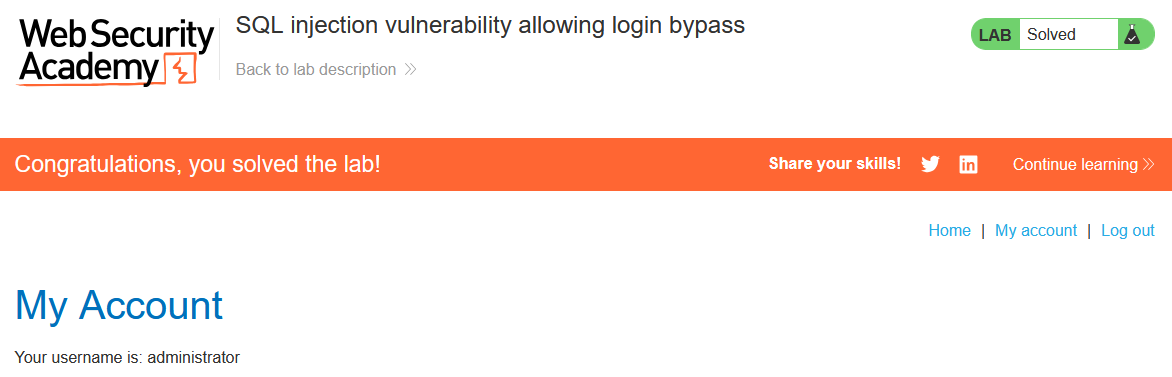 Web Security
Academy
SQL injection vulnerability allowing login bypass
Back to lab description
LAB Solved
Congratulations, you solved the lab!
Share your skills!
Continue learning
Home | My account | Log out
My Account
Your username is: administrator